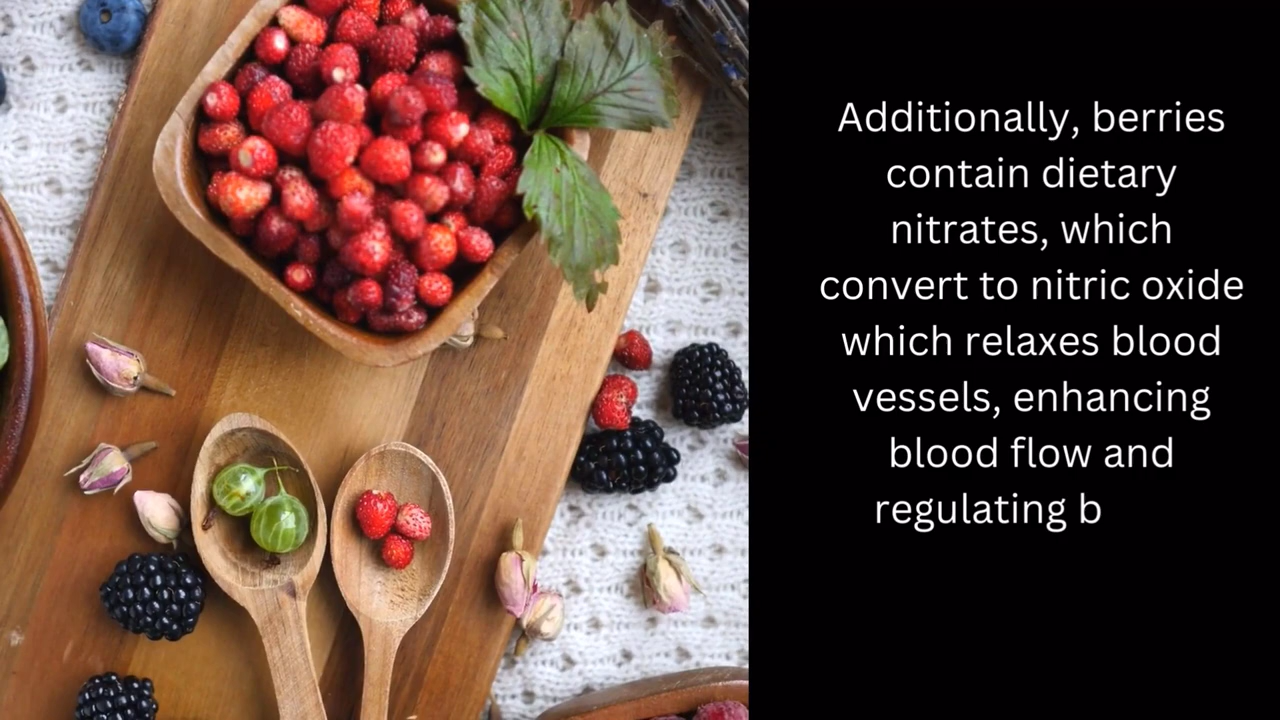 Additionally, berries
contain dietary
nitrates, which
convert to nitric oxide
which relaxes blood
vessels, enhancing
blood flow and
regulating b